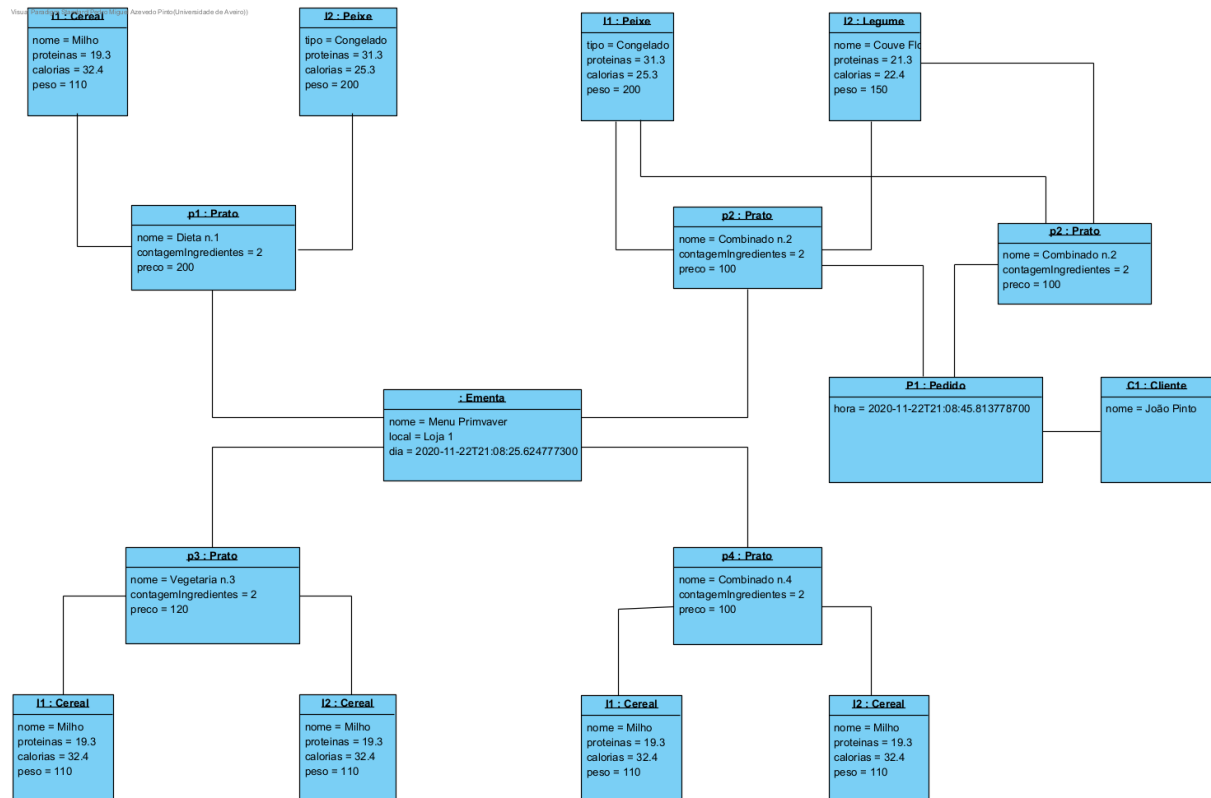 I1 : Cereal
nome = Milho
proteinas = 19.3
calorias = 32.4
peso = 110
I2 : Peixe
tipo = Congelado
proteinas = 31.3
calorias = 25.3
peso = 200
I1 : Peixe
tipo = Congelado
proteinas = 31.3
calorias = 25.3
peso = 200
I2 : Legume
nome = Couve Flo
proteinas = 21.3
calorias = 22.4
peso = 150
p1 : Prato
nome = Dieta n.1
contagemIngredientes = 2
preco = 200
p2 : Prato
nome = Combinado n.2
contagemIngredientes = 2
preco = 100
p2 : Prato
nome = Combinado n.2
contagemIngredientes = 2
preco = 100
: Ementa
nome = Menu Primvaver
local = Loja 1
dia = 2020-11-22T21:08:25.624777300
P1 : Pedido
hora = 2020-11-22T21:08:45.813778700
C1 : Cliente
nome = João Pinto
p3 : Prato
nome = Vegetaria n.3
contagemIngredientes = 2
preco = 120
p4 : Prato
nome = Combinado n.4
contagemIngredientes = 2
preco = 100
I1 : Cereal
nome = Milho
proteinas = 19.3
calorias = 32.4
peso = 110
I2 : Cereal
nome = Milho
proteinas = 19.3
calorias = 32.4
peso = 110
I1 : Cereal
nome = Milho
proteinas = 19.3
calorias = 32.4
peso = 110
I2 : Cereal
nome = Milho
proteinas = 19.3
calorias = 32.4
peso = 110